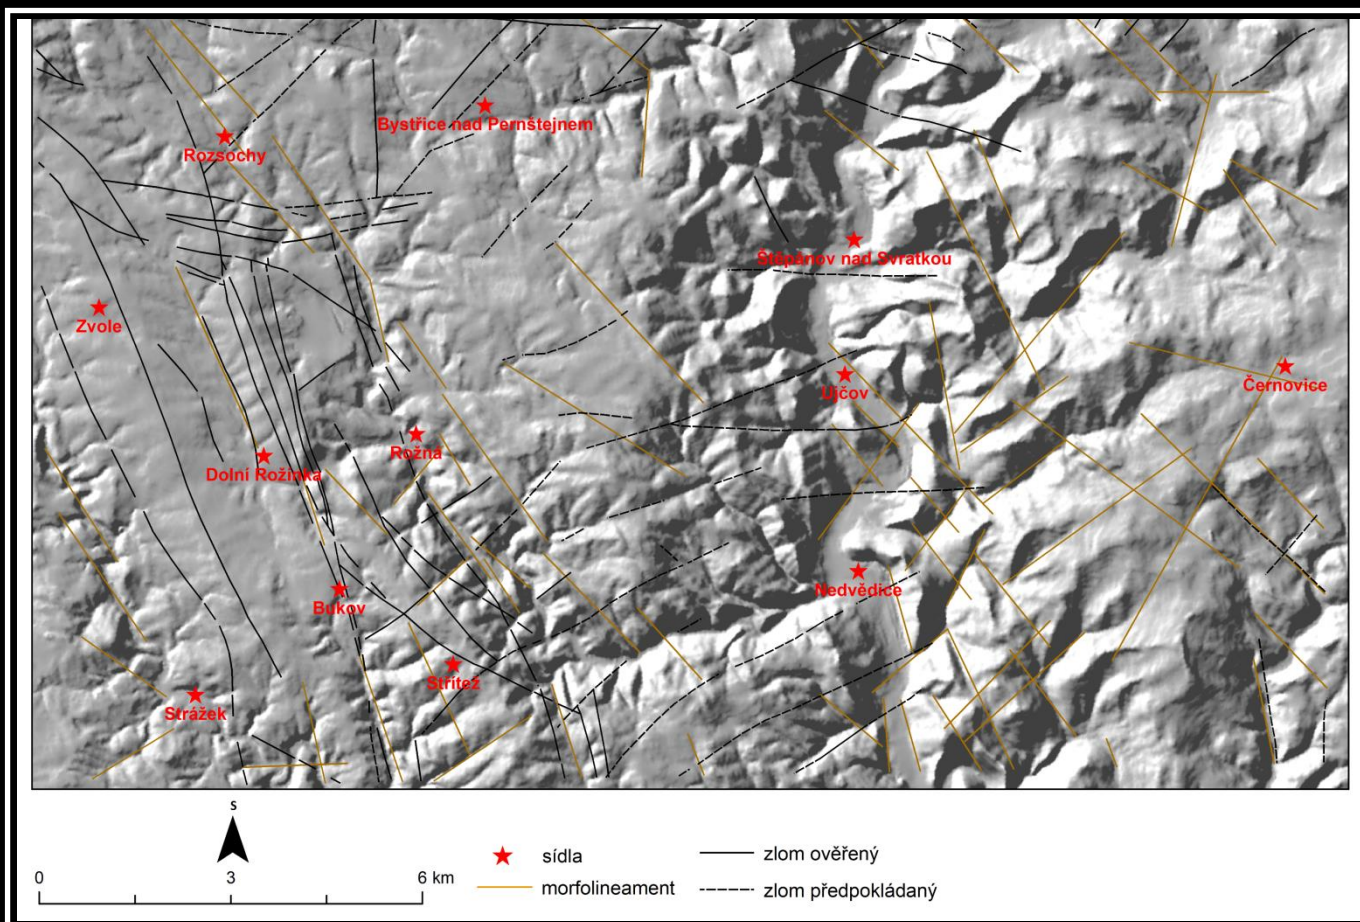 Bystřice nad Pernštejnem
Rozsochy
Štěpánov nad Svratkou
Zvole
Ujčov
Černovice
Rožná
Dolní Rožínka
Nedvědice
Bukov
Střítež
Strážek
S
sídla
zlom ověřený
0 3 6 km
morfolineament
zlom předpokládaný